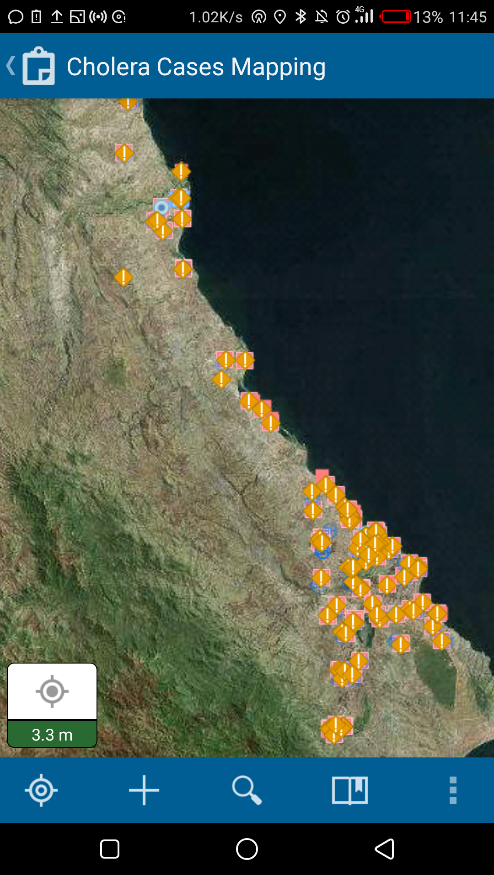 1.02K/s 4G 13% 11:45
Cholera Cases Mapping
3.3 m